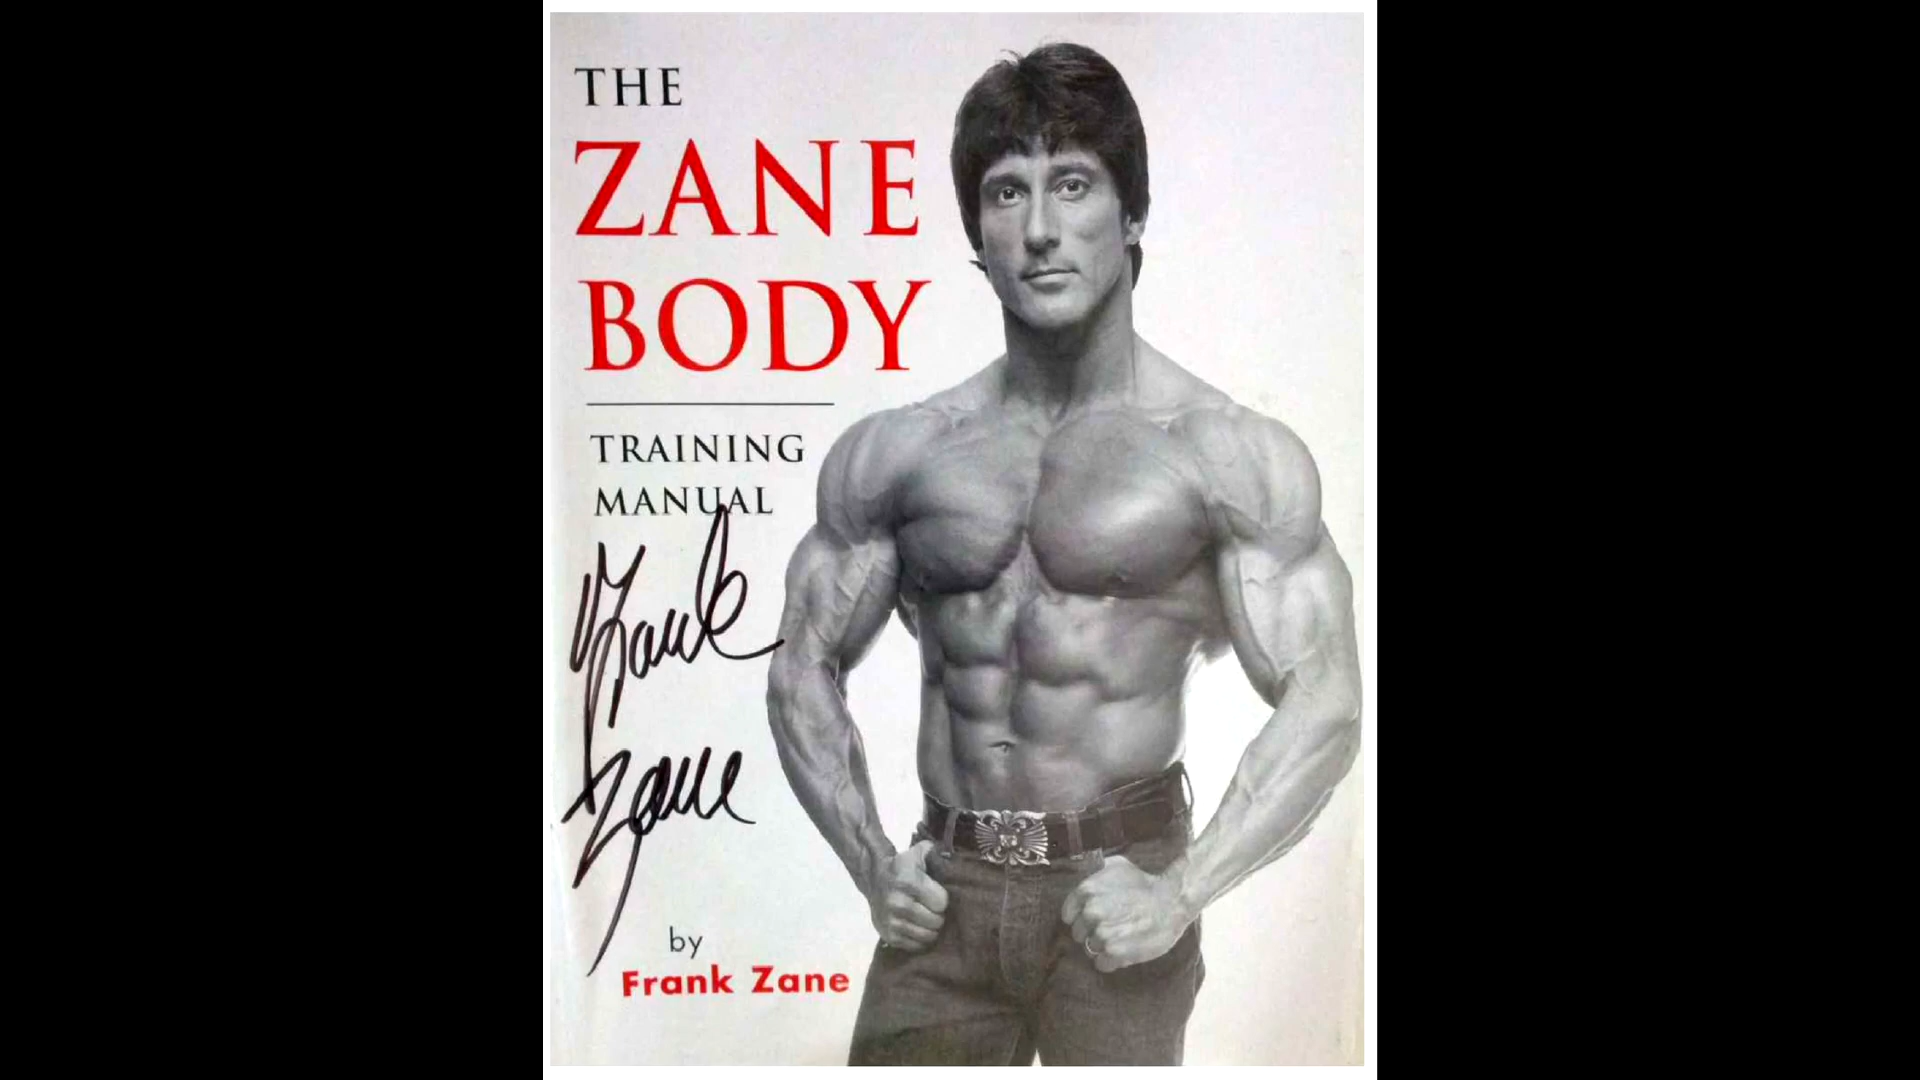 THE
ZANE
BODY
TRAINING
MANUAL
Frank
Zane
by
Frank Zane